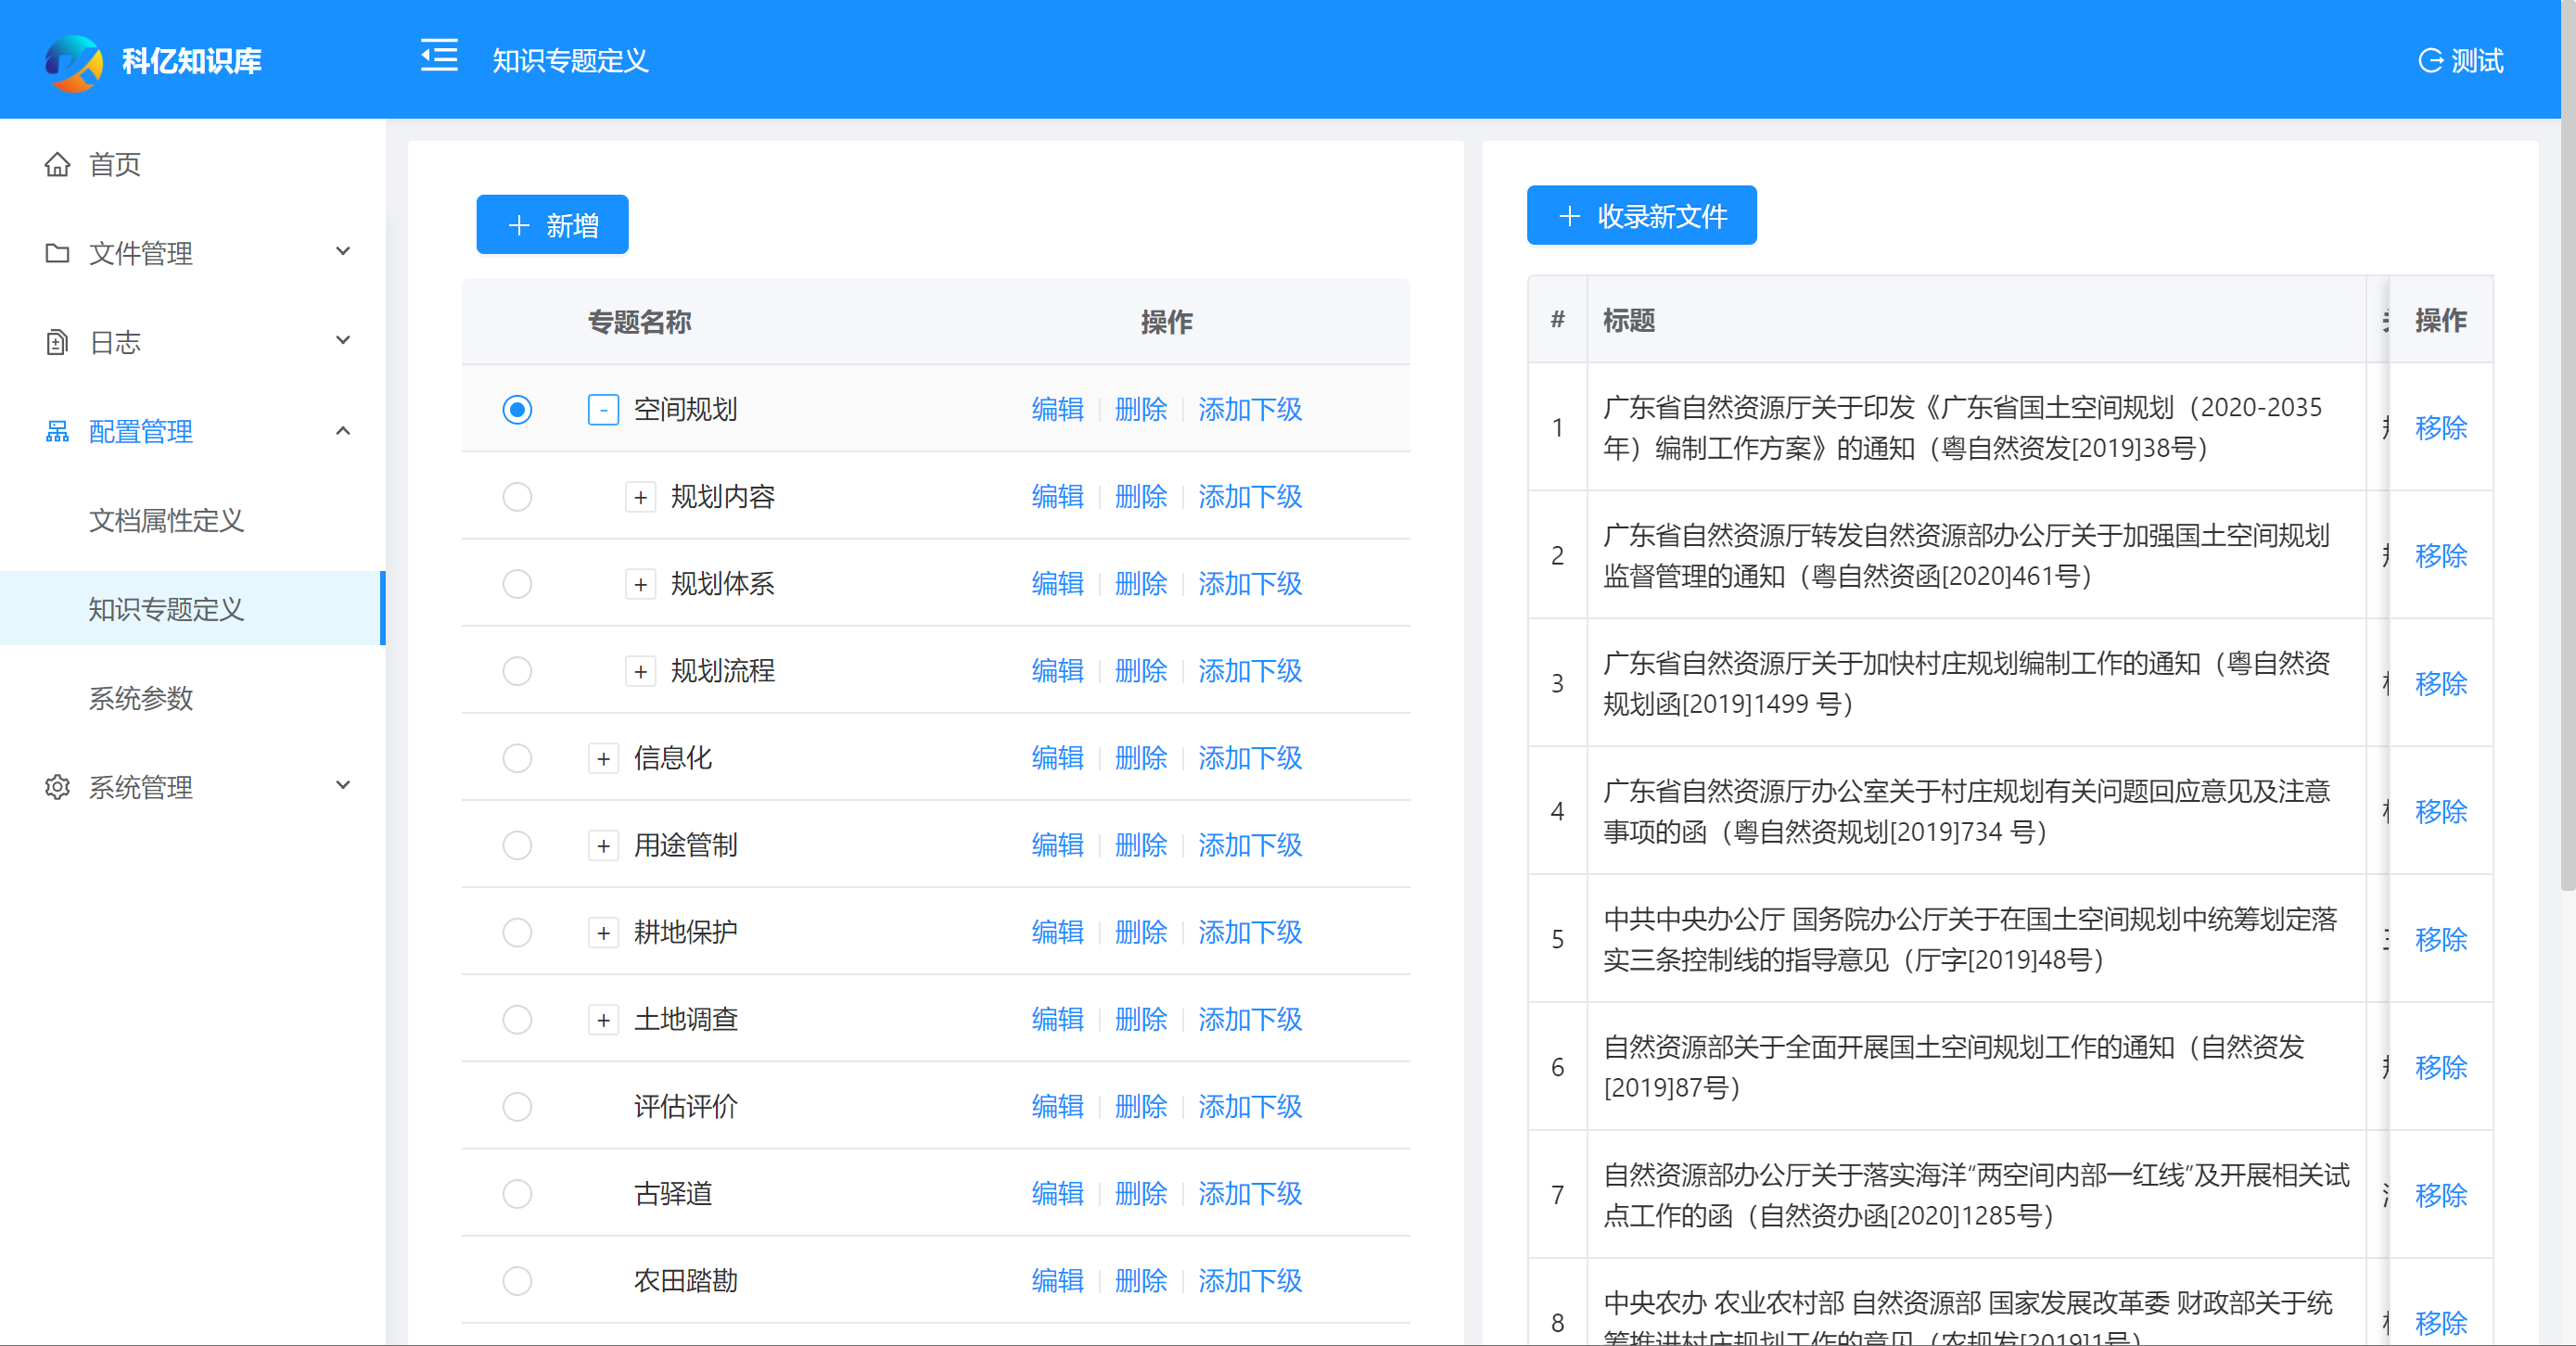 科亿知识库
知识专题定义
测试
首页
文件管理
日志
配置管理
文档属性定义
知识专题定义
系统参数
系统管理
+ 新增
专题名称 操作
- 空间规划 编辑 删除 添加下级
+ 规划内容 编辑 删除 添加下级
+ 规划体系 编辑 删除 添加下级
+ 规划流程 编辑 删除 添加下级
+ 信息化 编辑 删除 添加下级
+ 用途管制 编辑 删除 添加下级
+ 耕地保护 编辑 删除 添加下级
+ 土地调查 编辑 删除 添加下级
评估评价 编辑 删除 添加下级
古驿道 编辑 删除 添加下级
农田踏勘 编辑 删除 添加下级
+ 收录新文件
# 标题 操作
1 广东省自然资源厅关于印发《广东省国土空间规划（2020-2035
年）编制工作方案》的通知（粤自然资发[2019]38号） 移除
2 广东省自然资源厅转发自然资源部办公厅关于加强国土空间规划
监督管理的通知（粤自然资函[2020]461号） 移除
3 广东省自然资源厅关于加快村庄规划编制工作的通知（粤自然资
规划函[2019]1499 号） 移除
4 广东省自然资源厅办公室关于村庄规划有关问题回应意见及注意
事项的函（粤自然资规划[2019]734 号） 移除
5 中共中央办公厅 国务院办公厅关于在国土空间规划中统筹划定落
实三条控制线的指导意见（厅字[2019]48号） 移除
6 自然资源部关于全面开展国土空间规划工作的通知（自然资发
[2019]87号） 移除
7 自然资源部办公厅关于落实海洋“两空间内部一红线”及开展相关试
点工作的函（自然资办函[2020]1285号） 移除
8 中央农办 农业农村部 自然资源部 国家发展改革委 财政部关于统
筹推进村庄规划工作的意见（农规发[2019]1号） 移除